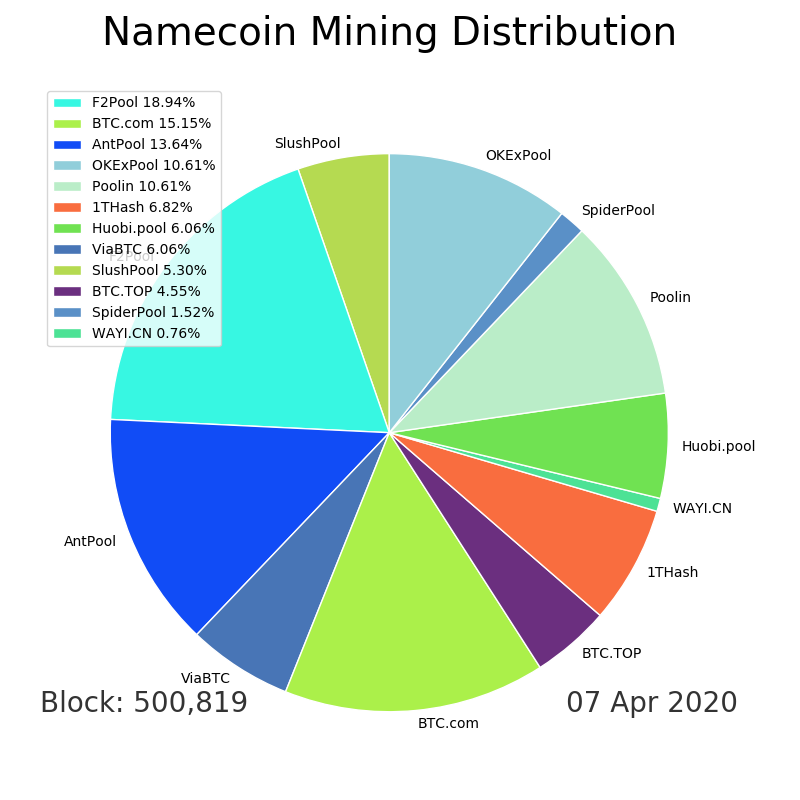 Namecoin Mining Distribution
F2Pool 18.94%
BTC.com 15.15%
AntPool 13.64%
OKExPool 10.61%
Poolin 10.61%
1THash 6.82%
Huobi.pool 6.06%
ViaBTC 6.06%
SlushPool 5.30%
BTC.TOP 4.55%
SpiderPool 1.52%
WAYI.CN 0.76%
F2Pool
SlushPool
OKExPool
SpiderPool
Poolin
Huobi.pool
WAYI.CN
1THash
BTC.TOP
BTC.com
ViaBTC
AntPool
Block: 500,819
07 Apr 2020